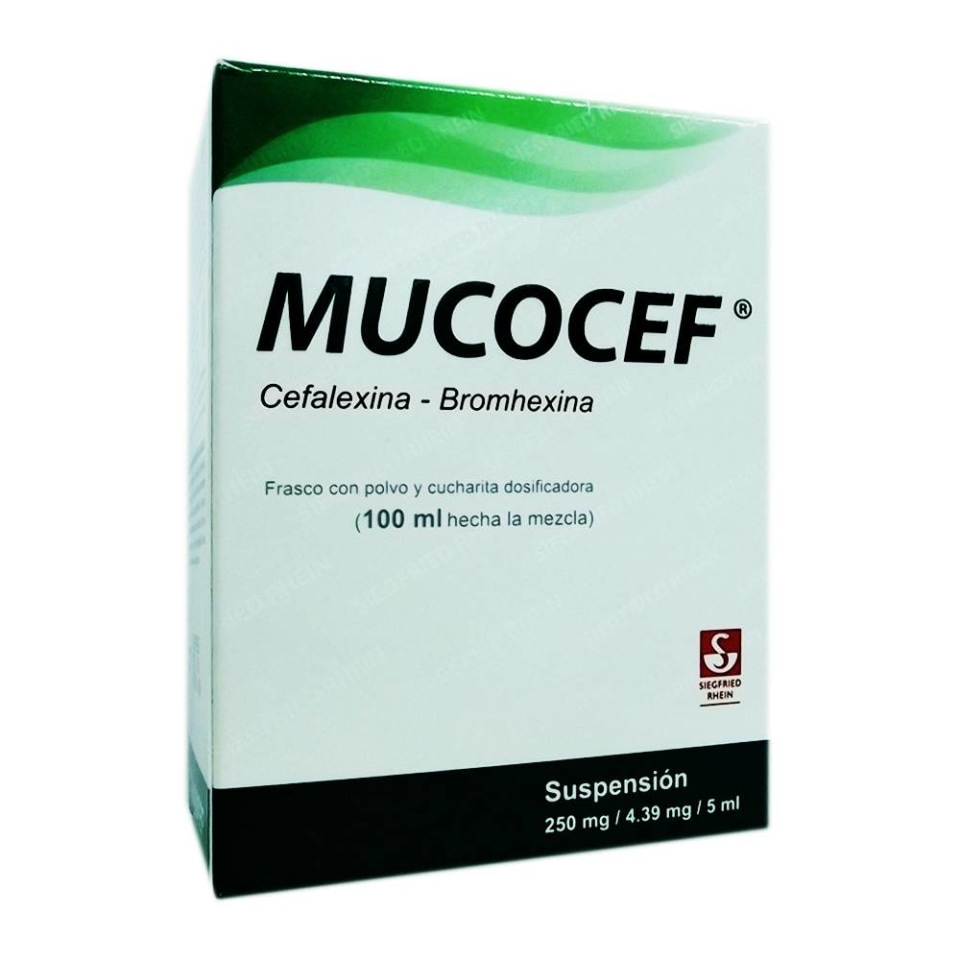 MUCOCEF®
Cefalexina - Bromhexina
Frasco con polvo y cucharita dosificadora
(100 ml hecha la mezcla)
SIEGFRIED
RHEIN
Suspensión
250 mg / 4.39 mg / 5 ml